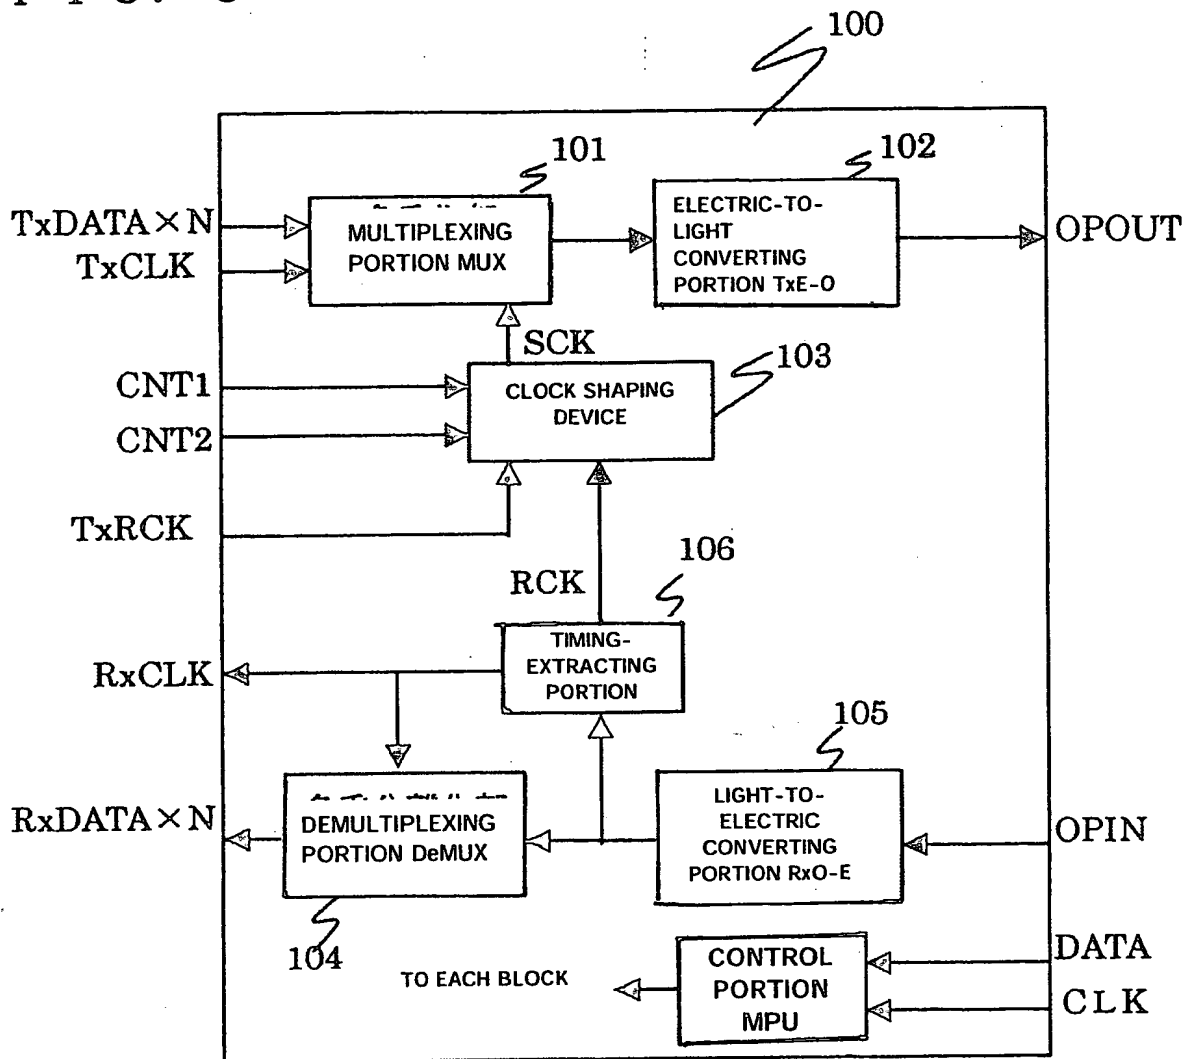 100
101
102
TxDATA×N
TxCLK
MULTIPLEXING
PORTION MUX
ELECTRIC-TO-
LIGHT
CONVERTING
PORTION TxE-O
OPOUT
SCK
103
CNT1
CNT2
CLOCK SHAPING
DEVICE
TxRCK
106
RCK
RxCLK
TIMING-
EXTRACTING
PORTION
105
RxDATA×N
DEMULTIPLEXING
PORTION DeMUX
LIGHT-TO-
ELECTRIC
CONVERTING
PORTION RxO-E
OPIN
104
TO EACH BLOCK
CONTROL
PORTION
MPU
DATA
CLK